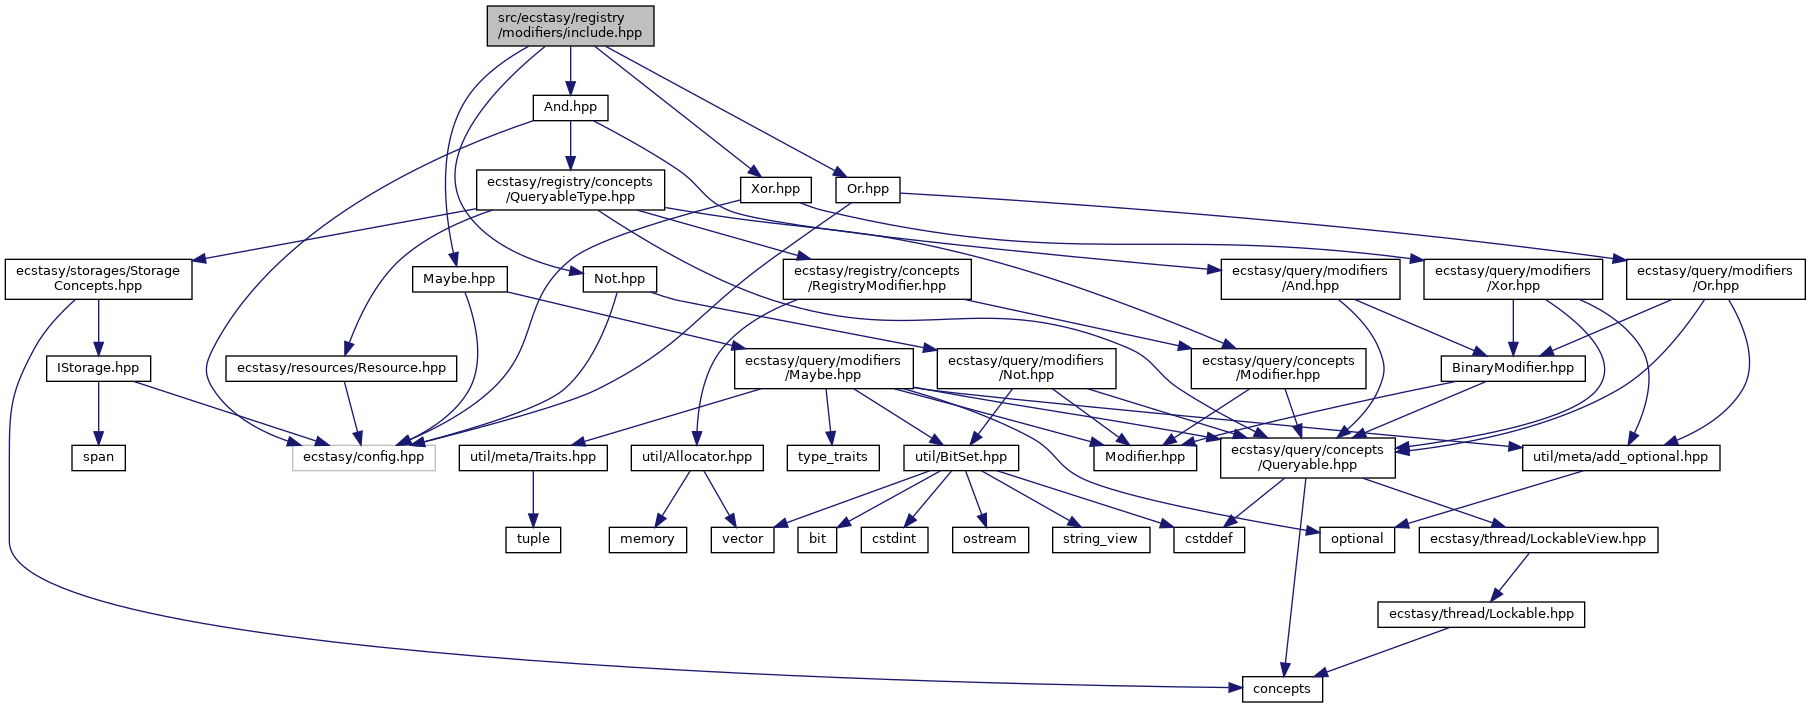 src/ecstasy/registry
/modifiers/include.hpp
And.hpp
ecstasy/registry/concepts
/QueryableType.hpp
Xor.hpp
Or.hpp
ecstasy/storages/Storage
Concepts.hpp
Maybe.hpp
Not.hpp
ecstasy/registry/concepts
/RegistryModifier.hpp
ecstasy/query/modifiers
/And.hpp
ecstasy/query/modifiers
/Xor.hpp
ecstasy/query/modifiers
/Or.hpp
IStorage.hpp
ecstasy/resources/Resource.hpp
ecstasy/query/modifiers
/Maybe.hpp
ecstasy/query/modifiers
/Not.hpp
ecstasy/query/concepts
/Modifier.hpp
BinaryModifier.hpp
span
ecstasy/config.hpp
util/meta/Traits.hpp
util/Allocator.hpp
type_traits
util/BitSet.hpp
Modifier.hpp
ecstasy/query/concepts
/Queryable.hpp
util/meta/add_optional.hpp
tuple
memory
vector
bit
cstdint
ostream
string_view
cstddef
optional
ecstasy/thread/LockableView.hpp
ecstasy/thread/Lockable.hpp
concepts